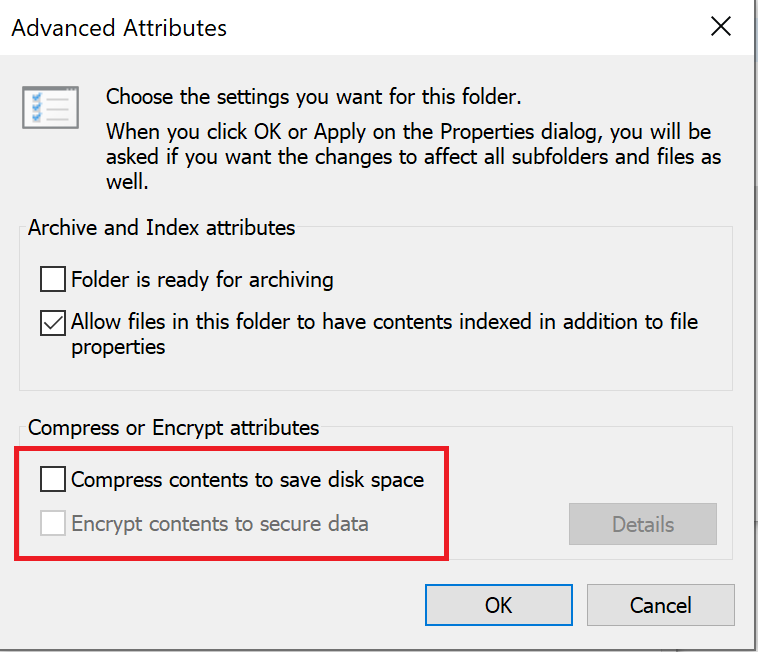 Advanced Attributes
Choose the settings you want for this folder.
When you click OK or Apply on the Properties dialog, you will be
asked if you want the changes to affect all subfolders and files as
well.
Archive and Index attributes
Folder is ready for archiving
Allow files in this folder to have contents indexed in addition to file
properties
Compress or Encrypt attributes
Compress contents to save disk space
Encrypt contents to secure data
Details
OK
Cancel